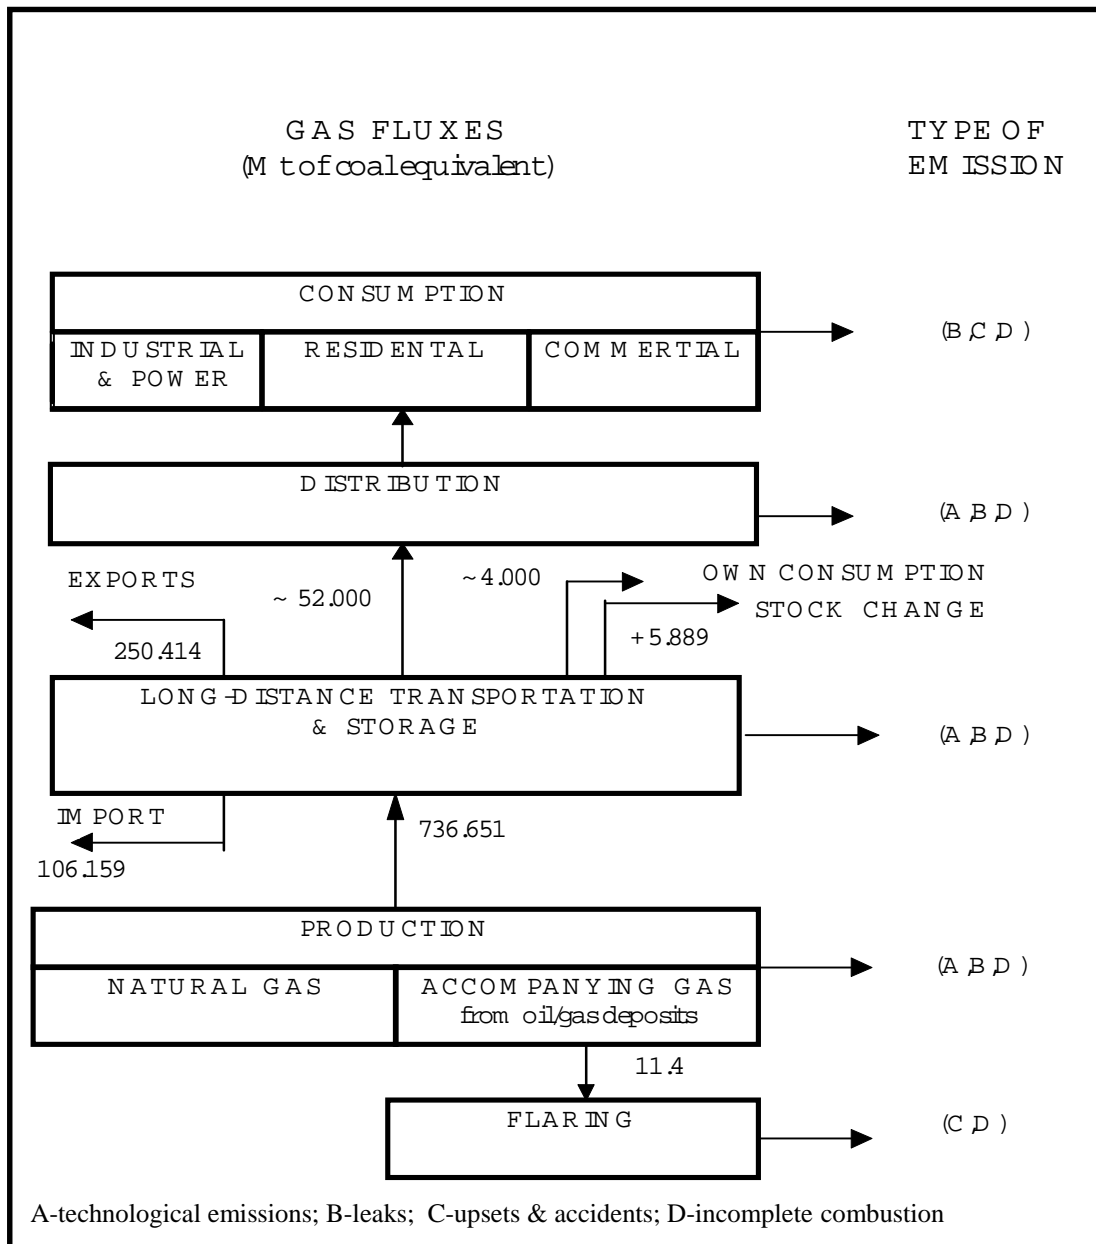 GAS FLUXES
(Mt of coal equivalent)
TYPE OF
EMISSION
CONSUMPTION
(B,C,D)
INDUSTRIAL
& POWER
RESIDENTAL
COMMERTIAL
DISTRIBUTION
(A,B,D)
EXPORTS
250.414
~ 52.000
~4.000
OWN CONSUMPTION
STOCK CHANGE
+5.889
LONG-DISTANCE TRANSPORTATION
& STORAGE
(A,B,D)
IMPORT
106.159
736.651
PRODUCTION
(A,B,D)
NATURAL GAS
ACCOMPANYING GAS
from oil/gas deposits
11.4
FLARING
(C,D)
A-technological emissions; B-leaks; C-upsets & accidents; D-incomplete combustion